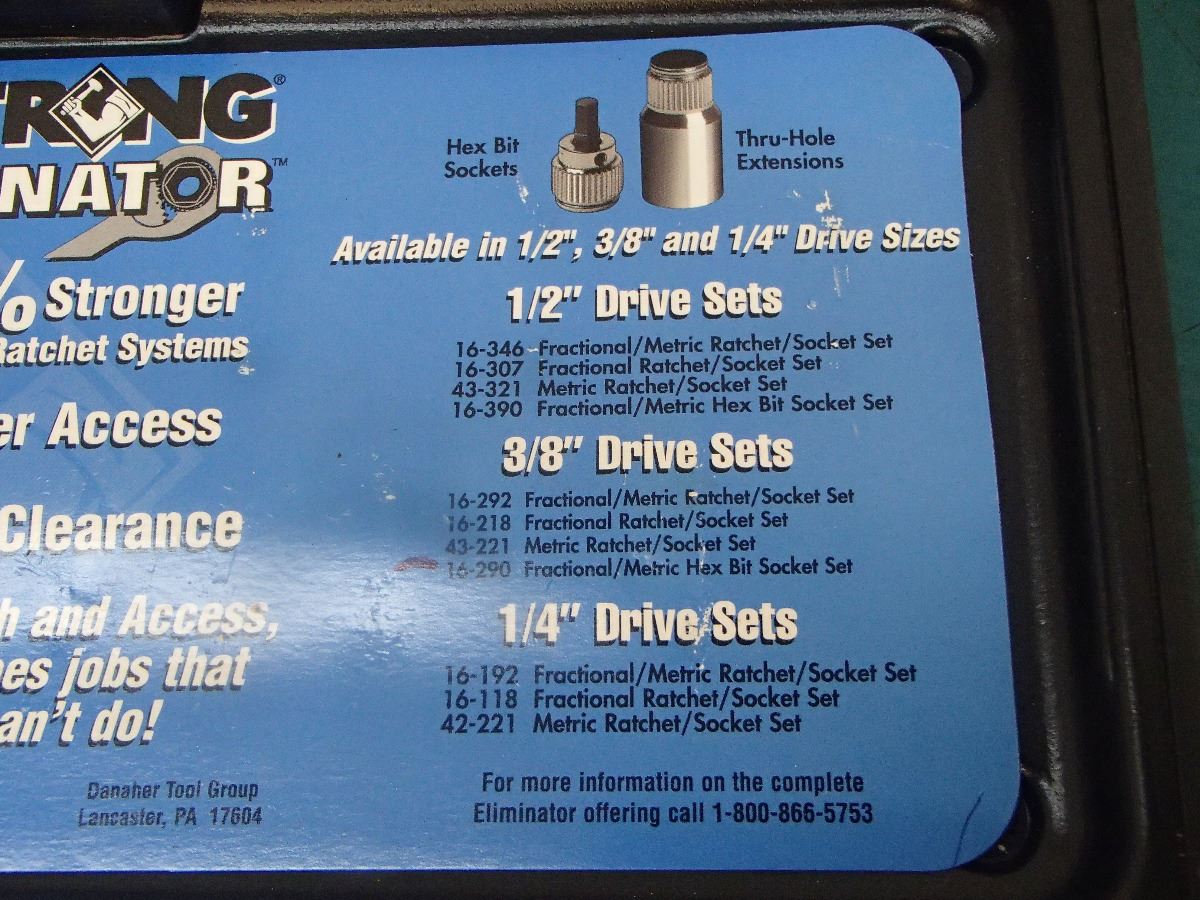 RONG®
NATOR™
% Stronger
Ratchet Systems
er Access
Clearance
h and Access,
es jobs that
an't do!
Danaher Tool Group
Lancaster, PA 17604
Hex Bit
Sockets
Thru-Hole
Extensions
Available in 1/2", 3/8" and 1/4" Drive Sizes
1/2" Drive Sets
16-346 Fractional/Metric Ratchet/Socket Set
16-307 Fractional Ratchet/Socket Set
43-321 Metric Ratchet/Socket Set
16-390 Fractional/Metric Hex Bit Socket Set
3/8" Drive Sets
16-292 Fractional/Metric Ratchet/Socket Set
16-218 Fractional Ratchet/Socket Set
43-221 Metric Ratchet/Socket Set
16-290 Fractional/Metric Hex Bit Socket Set
1/4" Drive Sets
16-192 Fractional/Metric Ratchet/Socket Set
16-118 Fractional Ratchet/Socket Set
42-221 Metric Ratchet/Socket Set
For more information on the complete
Eliminator offering call 1-800-866-5753